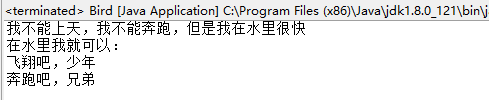 <terminated> Bird [Java Application] C:\Program Files (x86)\Java\jdk1.8.0_121\bin\j
我不能上天，我不能奔跑，但是我在水里很快
在水里我就可以：
飞翔吧，少年
奔跑吧，兄弟